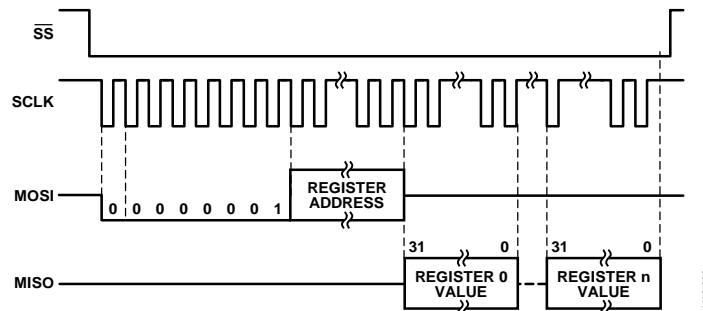 SS
SCLK
MOSI
0 0 0 0 0 0 0 1
REGISTER
ADDRESS
31 0
31 0
MISO
REGISTER 0
VALUE
REGISTER n
VALUE